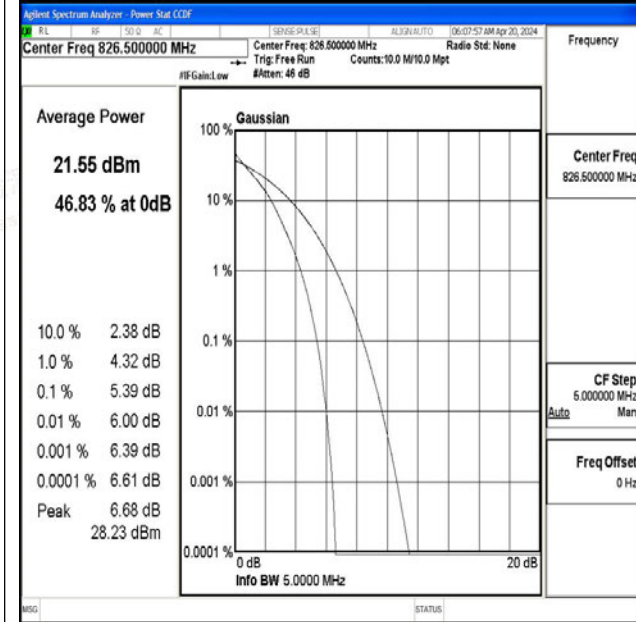 Agilent Spectrum Analyzer - Power Stat CCDF
RL RF 50 Ω AC SENSE:PULSE ALIGN AUTO 06:07:57 AM Apr 20, 2024
Center Freq 826.500000 MHz
Center Freq: 826.500000 MHz Radio Std: None
Trig: Free Run Counts:10.0 M/10.0 Mpt
#IFGain:Low #Atten: 46 dB
Frequency
Average Power
21.55 dBm
46.83 % at 0dB
10.0 % 2.38 dB
1.0 % 4.32 dB
0.1 % 5.39 dB
0.01 % 6.00 dB
0.001 % 6.39 dB
0.0001 % 6.61 dB
Peak 6.68 dB
28.23 dBm
Gaussian
100 %
10 %
1 %
0.1 %
0.01 %
0.001 %
0.0001 %
0 dB 20 dB
Info BW 5.0000 MHz
Center Freq
826.500000 MHz
CF Step
5.000000 MHz
Auto Man
Freq Offset
0 Hz
MSG STATUS